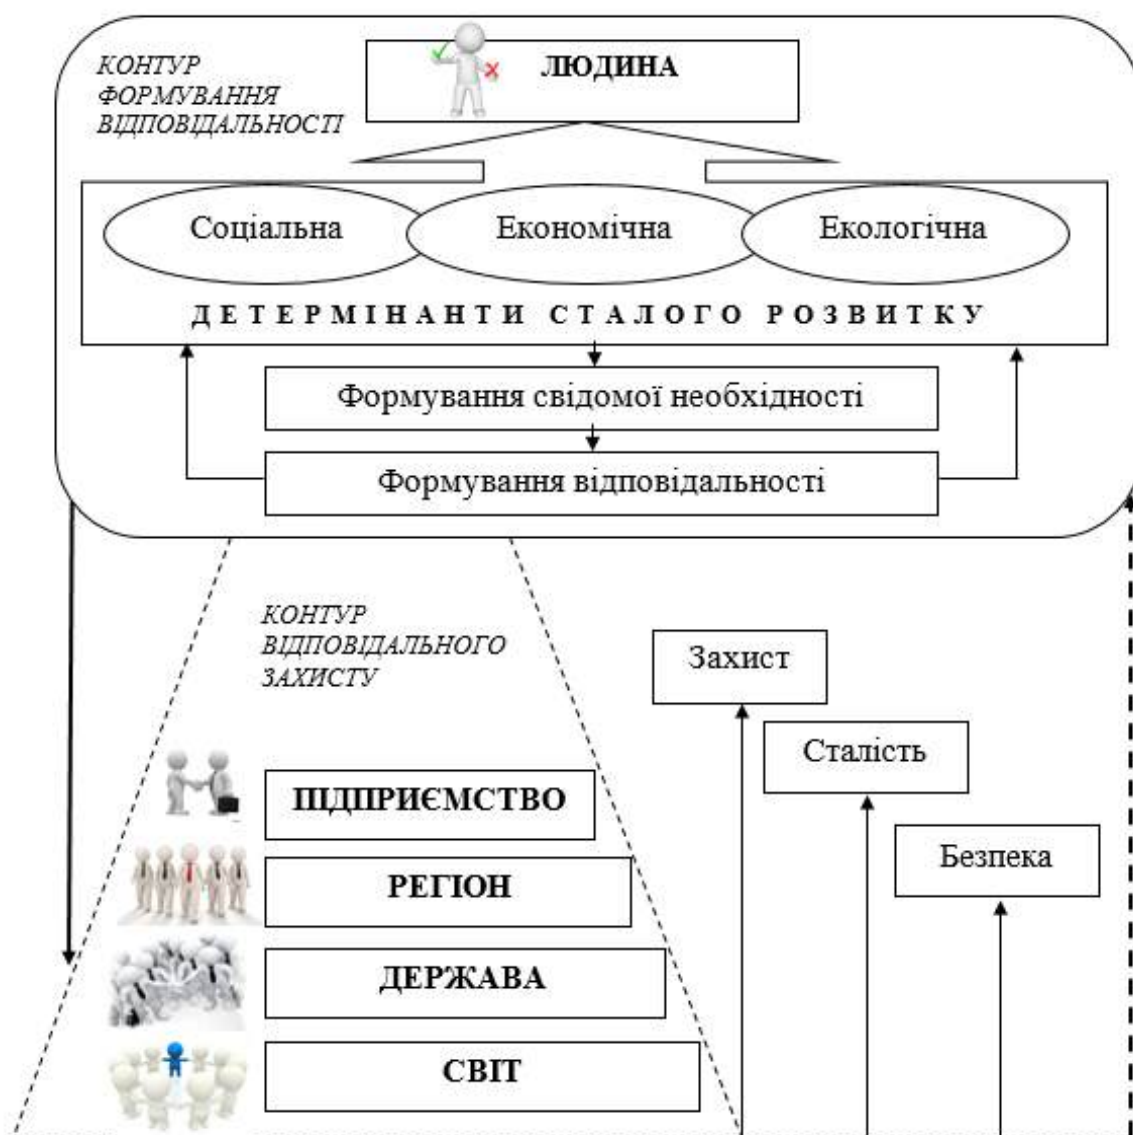 КОНТУР
ФОРМУВАННЯ
ВІДПОВІДАЛЬНОСТІ
ЛЮДИНА
Соціальна
Економічна
Екологічна
ДЕТЕРМІНАНТИ СТАЛОГО РОЗВИТКУ
Формування свідомої необхідності
Формування відповідальності
КОНТУР
ВІДПОВІДАЛЬНОГО
ЗАХИСТУ
Захист
Сталість
Безпека
ПІДПРИЄМСТВО
РЕГІОН
ДЕРЖАВА
СВІТ